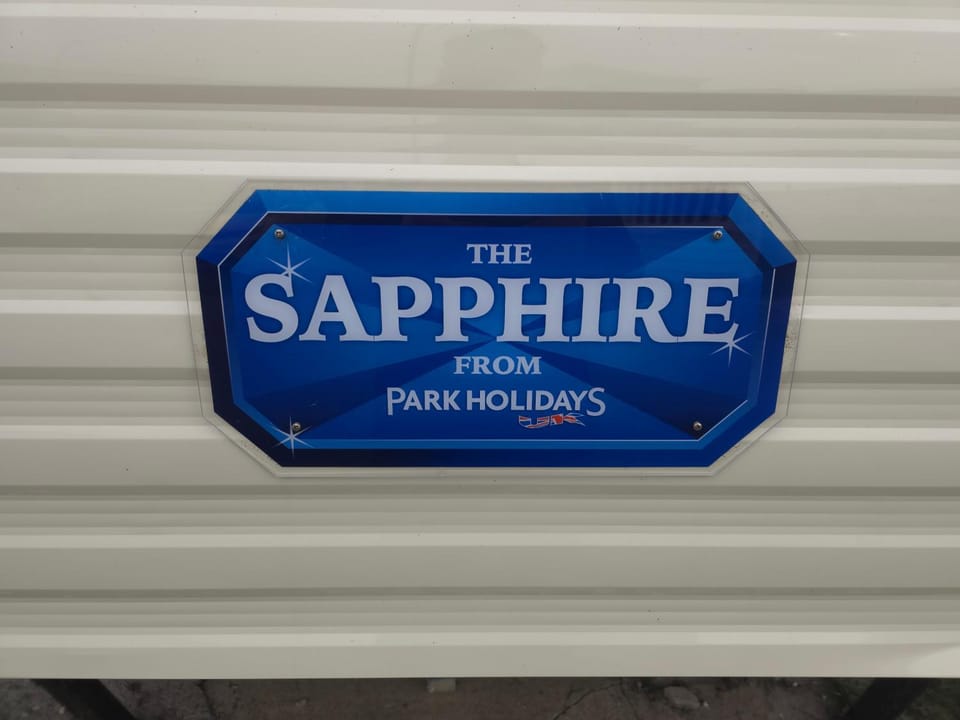 THE
SAPPHIRE
FROM
PARK HOLIDAYS
UK